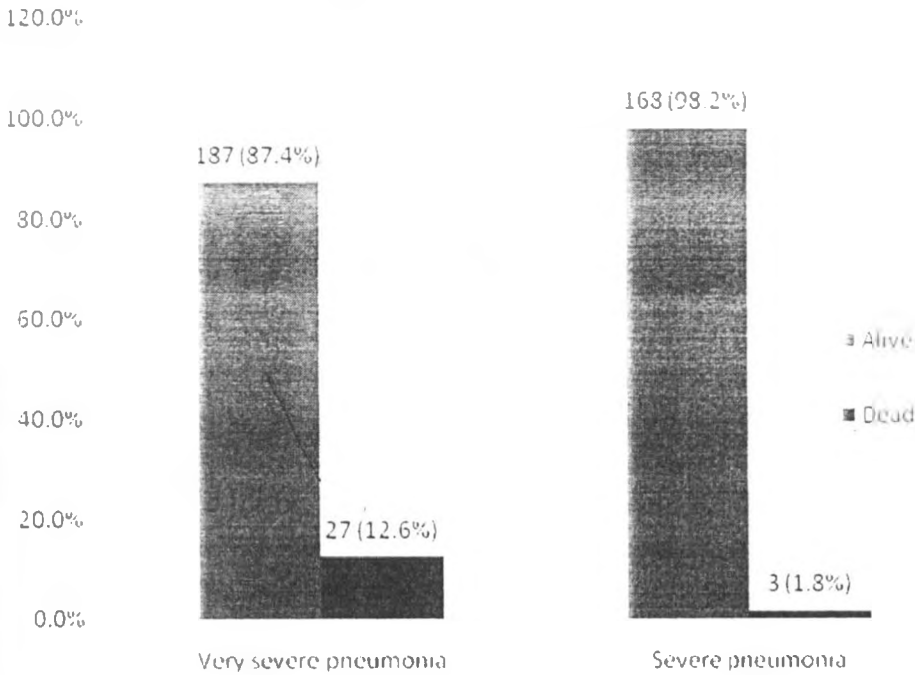 120.0%
168 (98.2%)
100.0%
187 (87.4%)
80.0%
60.0%
Alive
40.0%
Dead
20.0%
27 (12.6%)
3 (1.8%)
0.0%
Very severe pneumonia
Severe pneumonia